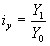 i_y = Y_1 / Y_0